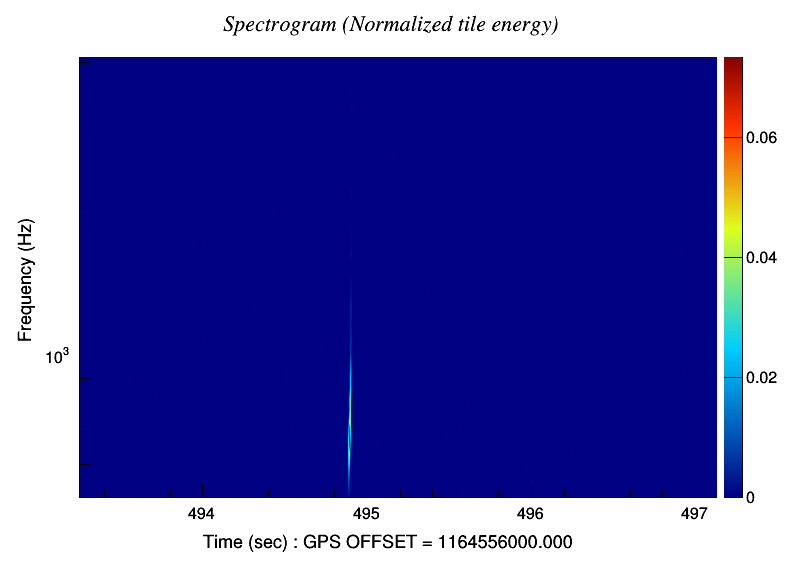 Spectrogram (Normalized tile energy)
0.06
0.04
0.02
0
Frequency (Hz)
10³
494 495 496 497
Time (sec) : GPS OFFSET = 1164556000.000